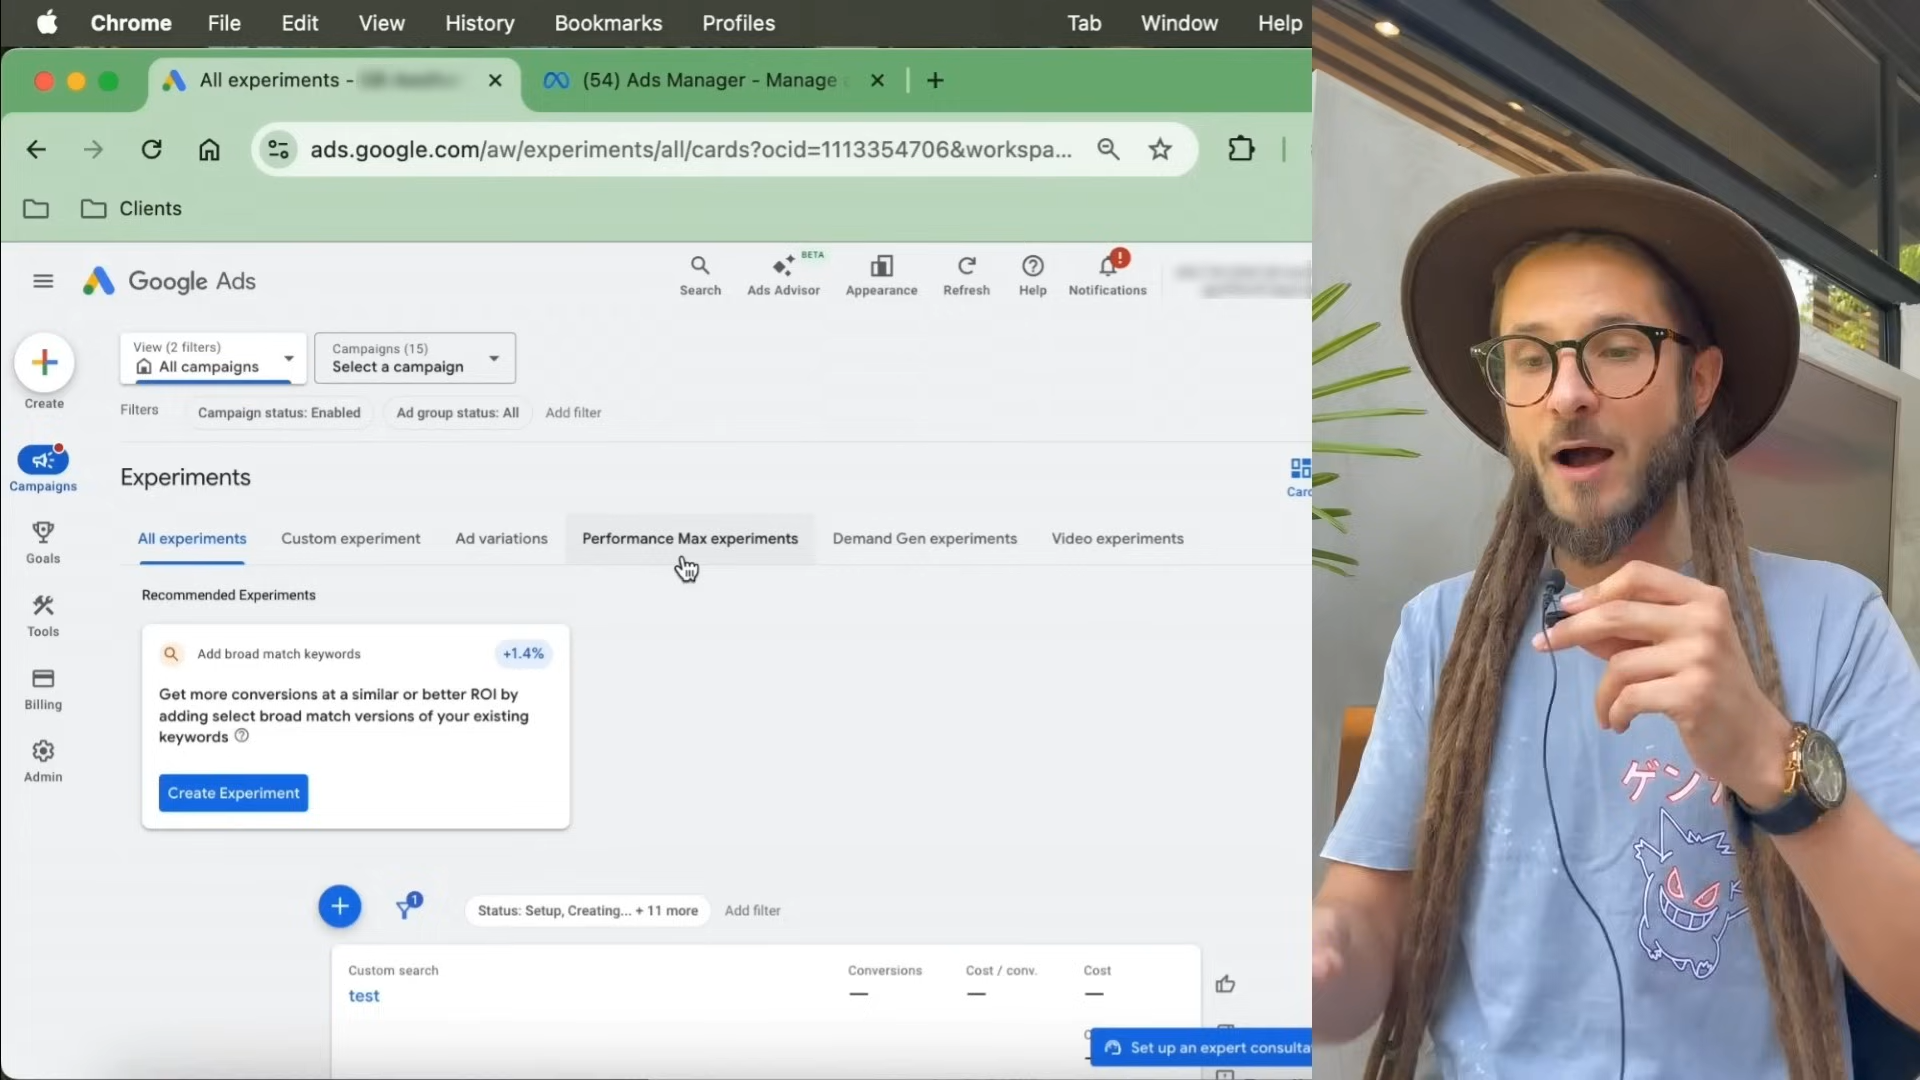 Chrome File Edit View History Bookmarks Profiles Tab Window Help
All experiments - (54) Ads Manager - Manage
ads.google.com/aw/experiments/all/cards?ocid=1113354706&workspa...
Clients
Google Ads
BETA
Search Ads Advisor Appearance Refresh Help Notifications
Create
View (2 filters)
All campaigns
Campaigns (15)
Select a campaign
Filters Campaign status: Enabled Ad group status: All Add filter
Campaigns
Goals
Tools
Billing
Admin
Experiments
All experiments Custom experiment Ad variations Performance Max experiments Demand Gen experiments Video experiments
Recommended Experiments
Add broad match keywords +1.4%
Get more conversions at a similar or better ROI by
adding select broad match versions of your existing
keywords
Create Experiment
1
Status: Setup, Creating... + 11 more Add filter
Custom search Conversions Cost / conv. Cost
test — — —
Set up an expert consulta